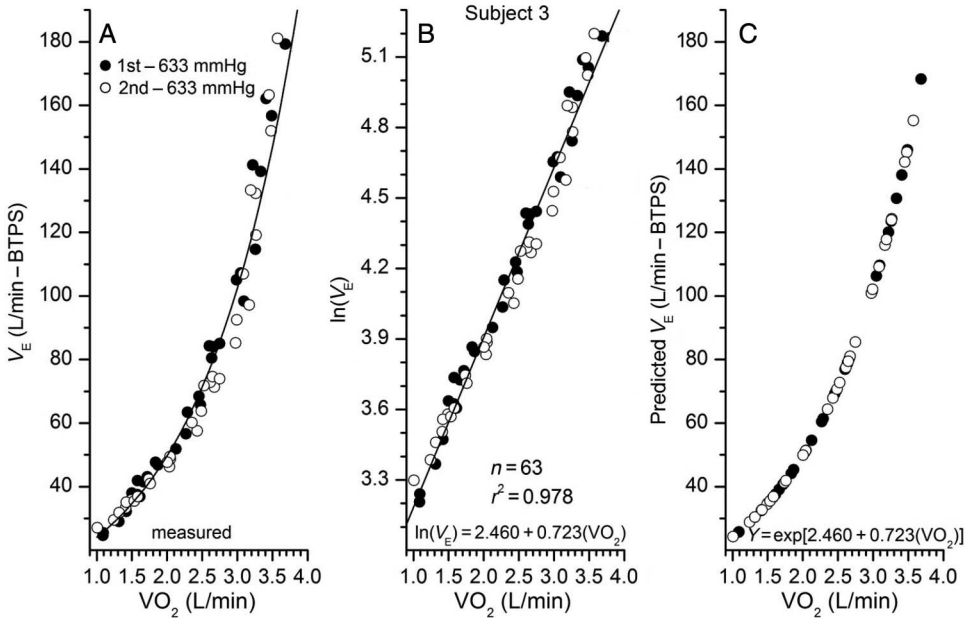 Subject 3
A
1st – 633 mmHg
2nd – 633 mmHg
180
160
140
120
100
80
60
40
V_E (L/min – BTPS)
measured
1.0 1.5 2.0 2.5 3.0 3.5 4.0
VO₂ (L/min)
B
5.1
4.8
4.5
4.2
3.9
3.6
3.3
ln(V_E)
n = 63
r² = 0.978
ln(V_E) = 2.460 + 0.723(VO₂)
1.0 1.5 2.0 2.5 3.0 3.5 4.0
VO₂ (L/min)
C
180
160
140
120
100
80
60
40
Predicted V_E (L/min – BTPS)
Y = exp[2.460 + 0.723(VO₂)]
1.0 1.5 2.0 2.5 3.0 3.5 4.0
VO₂ (L/min)